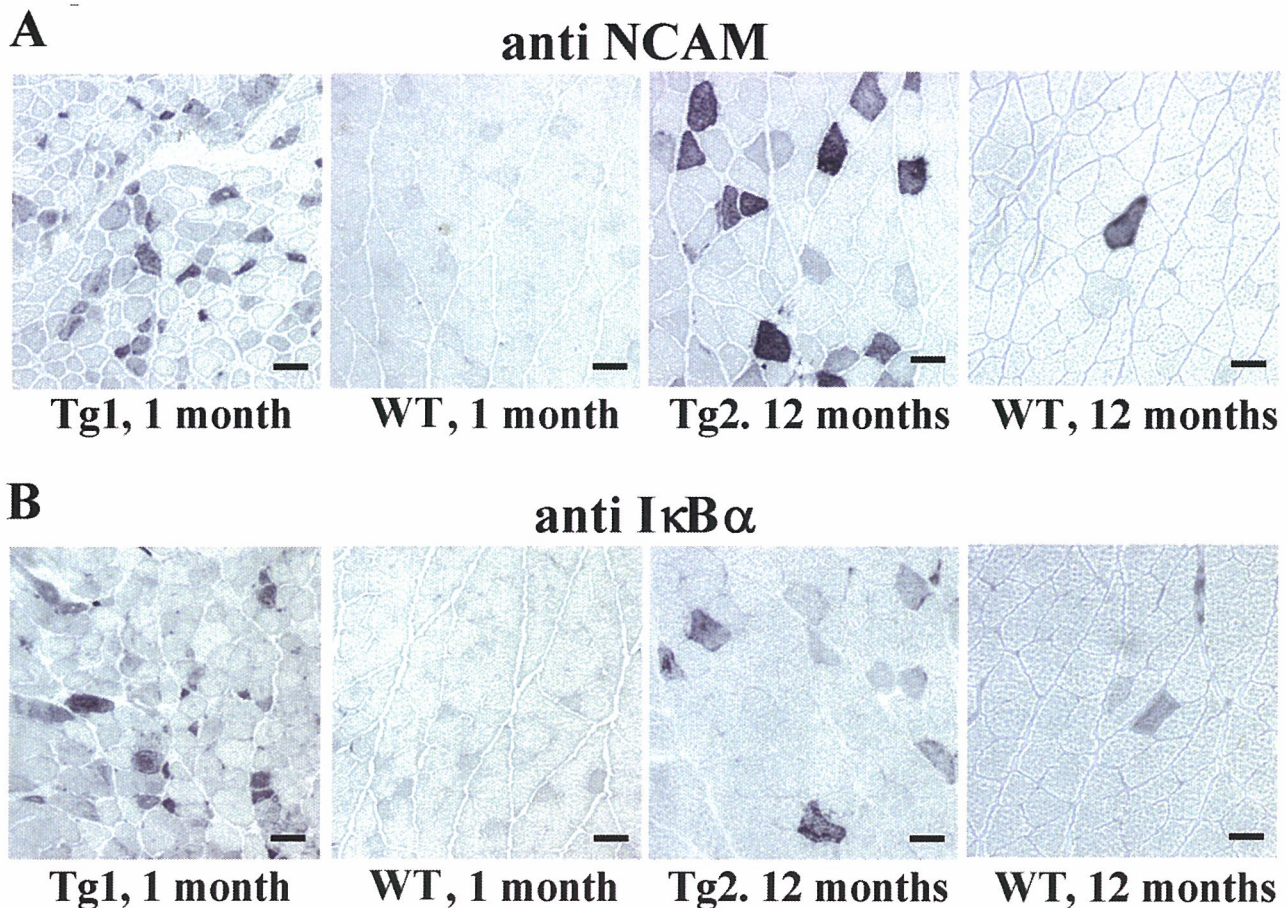 A
anti NCAM
Tg1, 1 month
WT, 1 month
Tg2. 12 months
WT, 12 months
B
anti IκBα
Tg1, 1 month
WT, 1 month
Tg2. 12 months
WT, 12 months